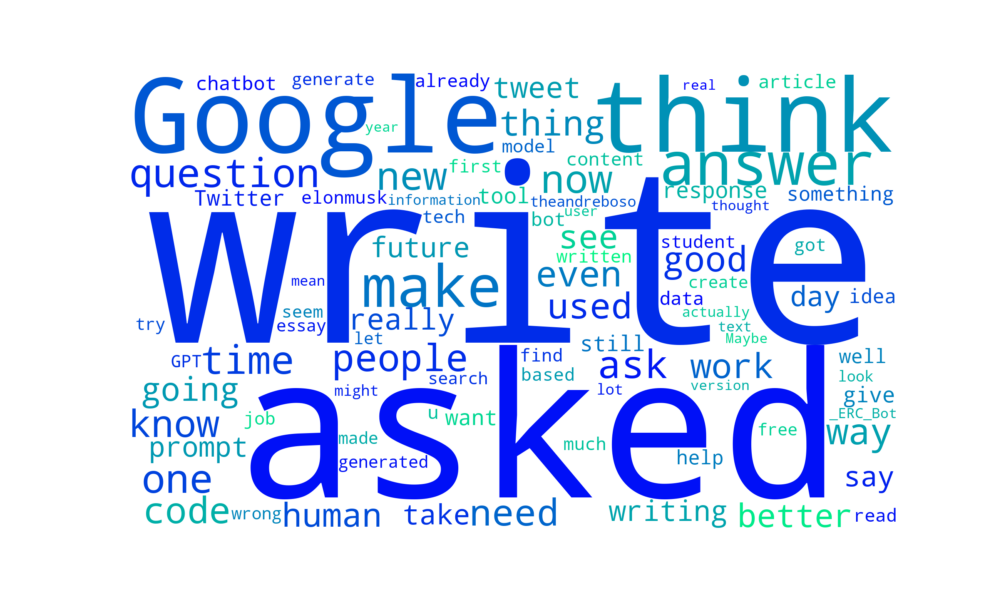 chatbot generate already tweet real article
Google think
year thing model
question new first content answer
now
Twitter elonmusk information tool theandreboso response thought something
tech bot user
write
future see written student good got
mean make even data create day idea
try seem essay really let used actually text Maybe
GPT time people find still ask work well
going might search based lot version look give
know job u want much free _ERC_Bot way
prompt made asked help
one generated say
code wrong human take need writing better read